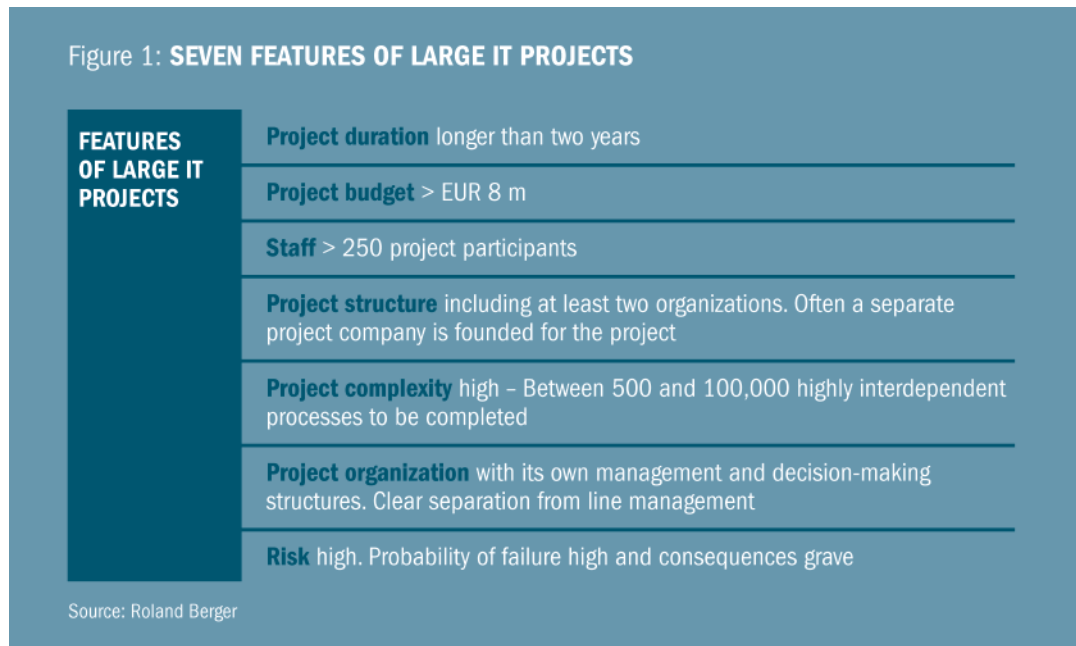 Figure 1: SEVEN FEATURES OF LARGE IT PROJECTS
FEATURES
OF LARGE IT
PROJECTS
Project duration longer than two years
Project budget > EUR 8 m
Staff > 250 project participants
Project structure including at least two organizations. Often a separate
project company is founded for the project
Project complexity high – Between 500 and 100,000 highly interdependent
processes to be completed
Project organization with its own management and decision-making
structures. Clear separation from line management
Risk high. Probability of failure high and consequences grave
Source: Roland Berger